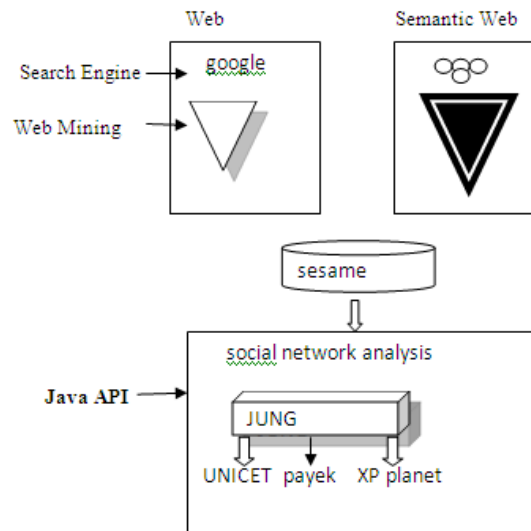 Web
Semantic Web
google
Search Engine
Web Mining
sesame
social network analysis
Java API
JUNG
UNICET payek XP planet